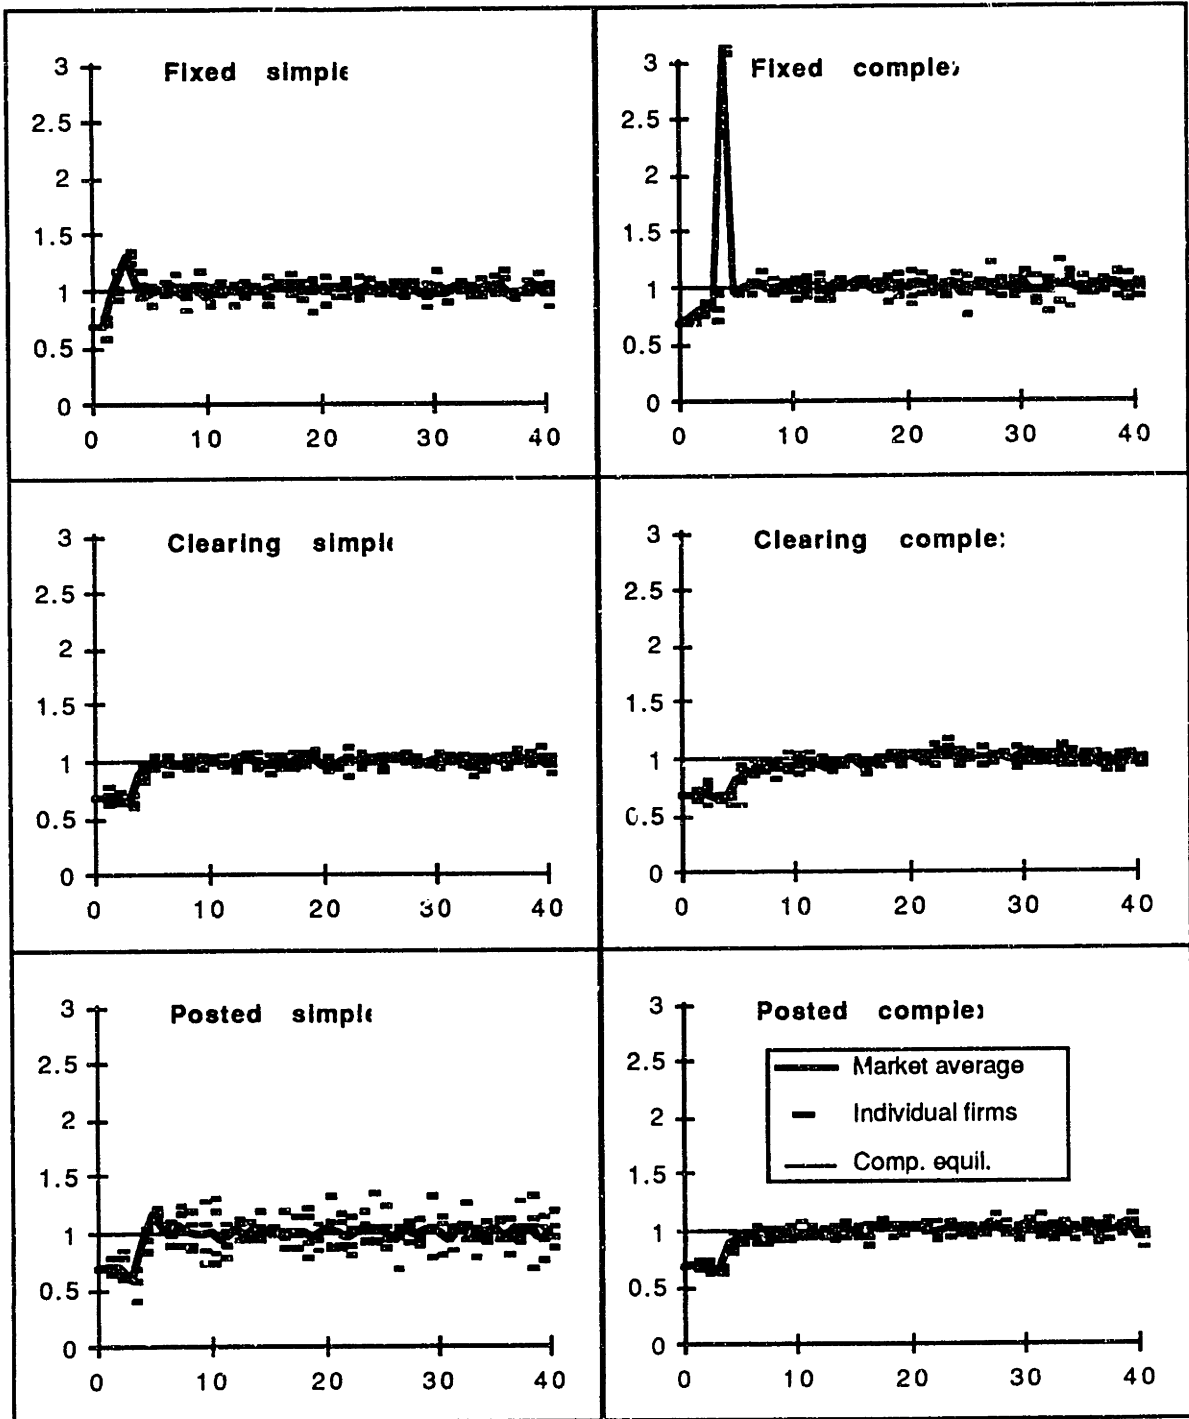 Fixed simple
3
2.5
2
1.5
1
0.5
0
0 10 20 30 40
Fixed complex
3
2.5
2
1.5
1
0.5
0
0 10 20 30 40
Clearing simple
3
2.5
2
1.5
1
0.5
0
0 10 20 30 40
Clearing complex
3
2.5
2
1.5
1
0.5
0
0 10 20 30 40
Posted simple
3
2.5
2
1.5
1
0.5
0
0 10 20 30 40
Posted complex
3
2.5
2
1.5
1
0.5
0
0 10 20 30 40
Market average
Individual firms
Comp. equil.